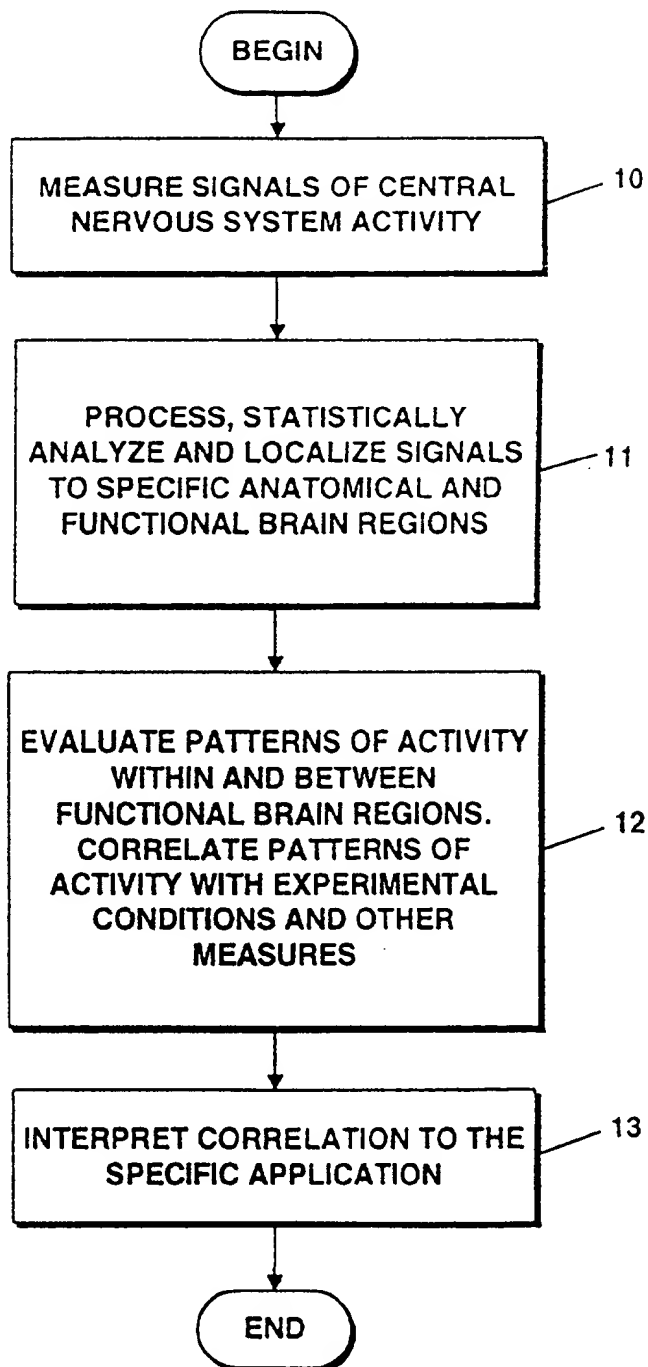 BEGIN
MEASURE SIGNALS OF CENTRAL
NERVOUS SYSTEM ACTIVITY
10
PROCESS, STATISTICALLY
ANALYZE AND LOCALIZE SIGNALS
TO SPECIFIC ANATOMICAL AND
FUNCTIONAL BRAIN REGIONS
11
EVALUATE PATTERNS OF ACTIVITY
WITHIN AND BETWEEN
FUNCTIONAL BRAIN REGIONS.
CORRELATE PATTERNS OF
ACTIVITY WITH EXPERIMENTAL
CONDITIONS AND OTHER
MEASURES
12
INTERPRET CORRELATION TO THE
SPECIFIC APPLICATION
13
END